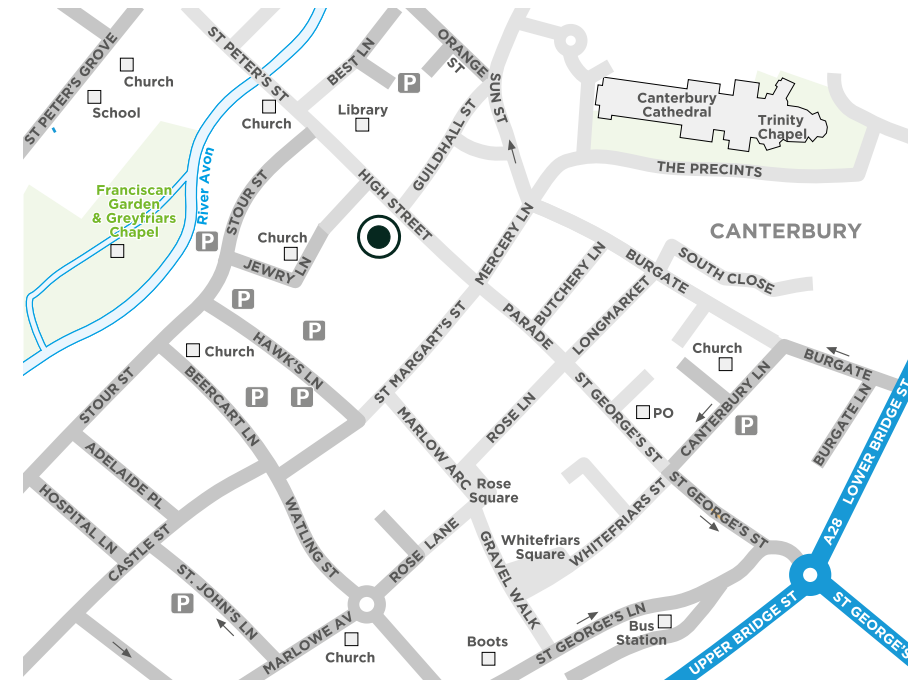 ST PETER'S GROVE
Church
School
ST PETER'S ST
Church
BEST LN
P
ORANGE
ST
SUN ST
Library
GUILDHALL ST
Canterbury
Cathedral
Trinity
Chapel
THE PRECINTS
River Avon
Franciscan
Garden
& Greyfriars
Chapel
STOUR ST
HIGH STREET
P
Church
JEWRY LN
MERCERY LN
CANTERBURY
BURGATE
SOUTH CLOSE
BUTCHERY LN
LONGMARKET
PARADE
P
P
Church
HAWK'S LN
ST MARGART'S ST
P
P
BEERCART LN
STOUR ST
Church
BURGATE
BURGATE LN
CANTERBURY LN
P
PO
ST GEORGE'S ST
ROSE LN
MARLOW ARC
Rose
Square
ADELAIDE PL
HOSPITAL LN
CASTLE ST
WATLING ST
ROSE LANE
GRAVEL WALK
Whitefriars
Square
WHITEFRIARS ST
ST GEORGE'S ST
A28
LOWER BRIDGE ST
P
ST. JOHN'S LN
MARLOWE AV
Church
Boots
ST GEORGE'S LN
Bus
Station
UPPER BRIDGE ST
ST GEORGE'S